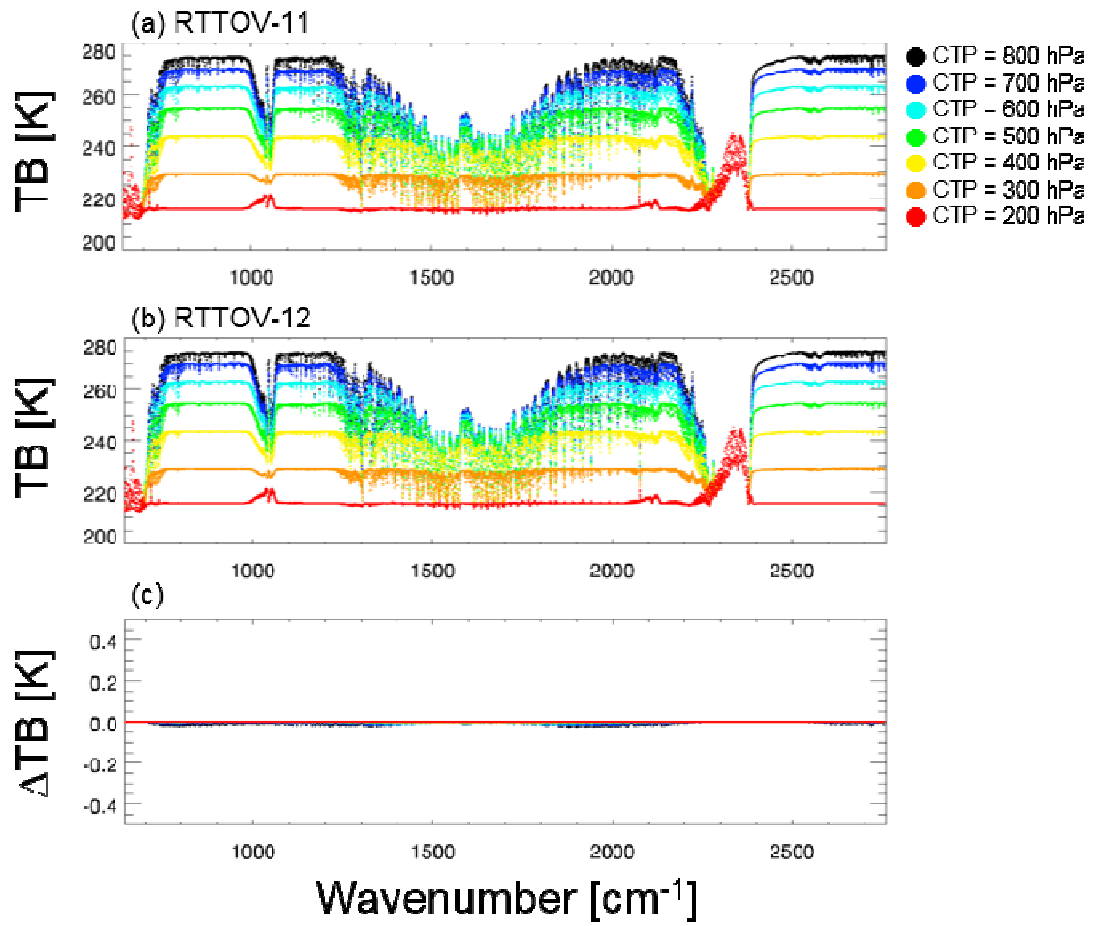 (a) RTTOV-11
280
260
240
220
200
TB [K]
1000 1500 2000 2500
CTP = 800 hPa
CTP = 700 hPa
CTP - 600 hPa
CTP = 500 hPa
CTP = 400 hPa
CTP = 300 hPa
CTP = 200 hPa
(b) RTTOV-12
280
260
240
220
200
TB [K]
1000 1500 2000 2500
(c)
0.4
0.2
0.0
-0.2
-0.4
ΔTB [K]
1000 1500 2000 2500
Wavenumber [cm-1]